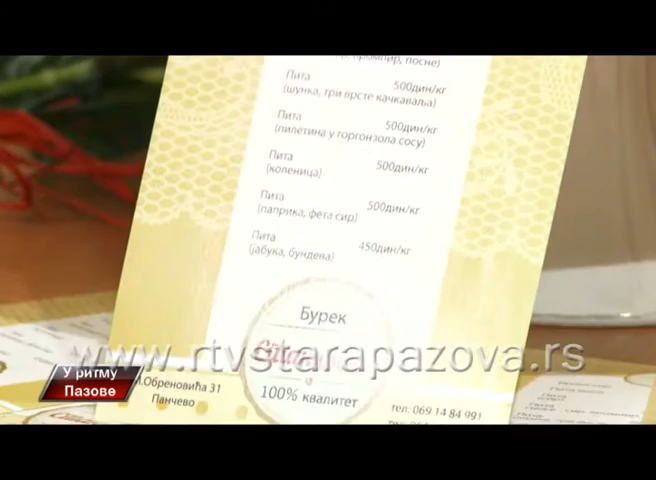 кромпир, посне)
Пита
500дин/кг
(шунка, три врсте качкаваља)
Пита
500дин/кг
(пилетина у горгонзола сосу)
Пита
500дин/кг
(коленица)
Пита
500дин/кг
(паприка, фета сир)
Пита
450дин/кг
(јабука, бундева)
Бурек
100% квалитет
www.rtvstarapazova.rs
У ритму
Пазове
М.Обреновића 31
Панчево
тел: 069 14 84 991